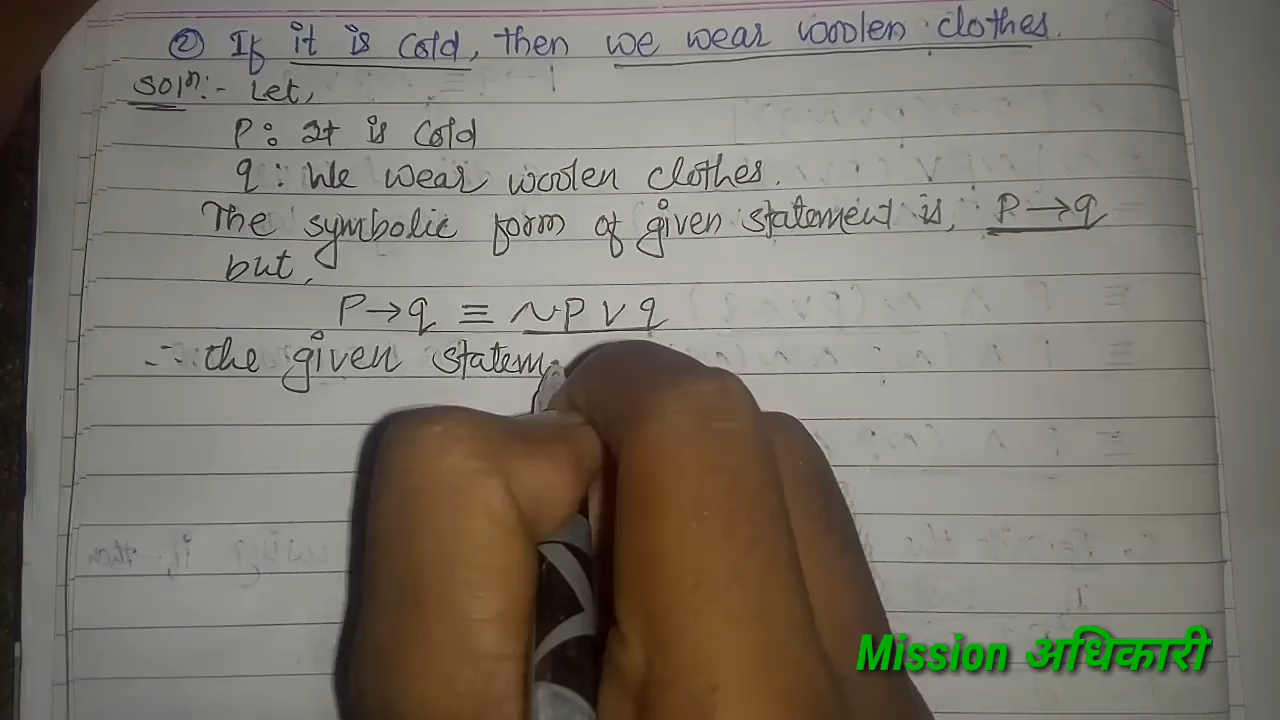 ② If it is cold, then we wear woolen clothes.
Solⁿ:- Let,
P: It is cold
q: We wear woolen clothes.
The symbolic form of given statement is, P→q
but,
P→q ≡ ~P∨q
∴ the given statem
Mission अधिकारी